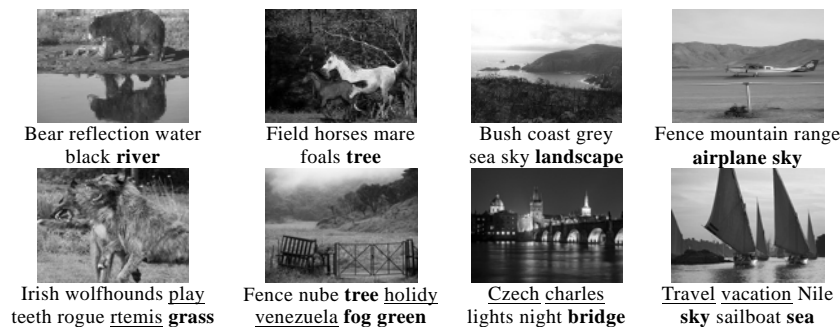 Bear reflection water
black river
Field horses mare
foals tree
Bush coast grey
sea sky landscape
Fence mountain range
airplane sky
Irish wolfhounds play
teeth rogue rtemis grass
Fence nube tree holidy
venezuela fog green
Czech charles
lights night bridge
Travel vacation Nile
sky sailboat sea